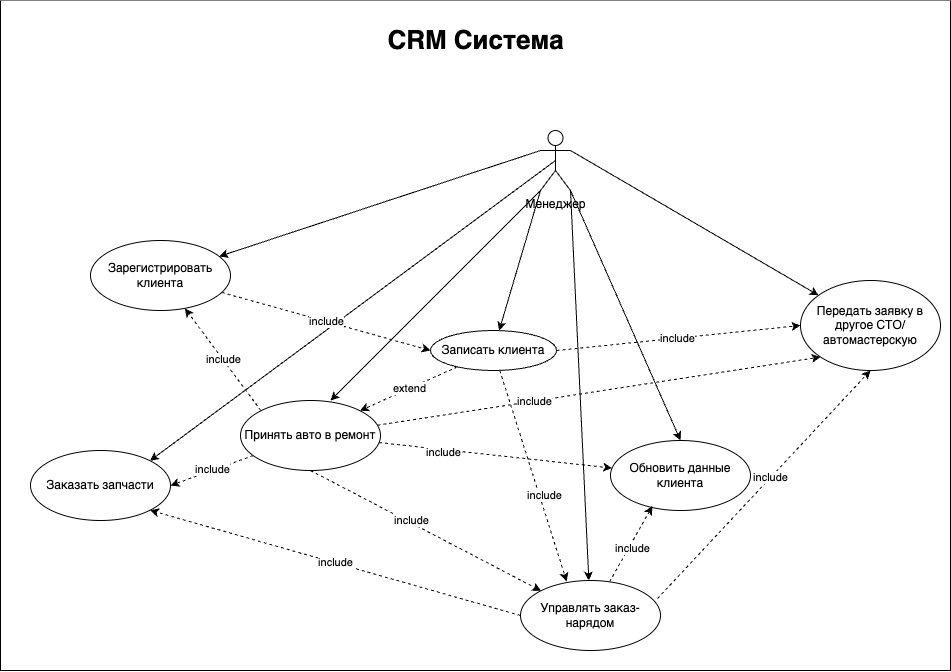 CRM Система
Менеджер
Зарегистрировать
клиента
Передать заявку в
другое СТО/
автомастерскую
include
include
Записать клиента
include
extend
include
Принять авто в ремонт
include
include
Обновить данные
клиента
include
Заказать запчасти
include
include
include
include
Управлять заказ-
нарядом